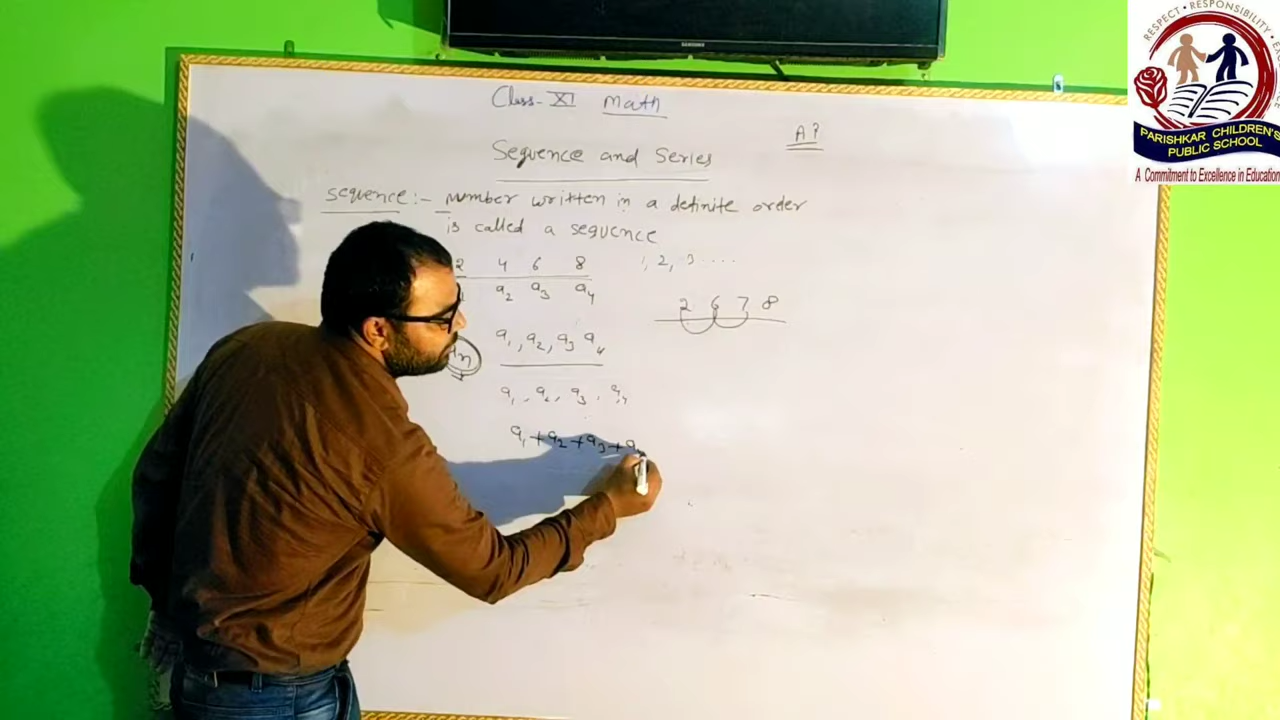 Class-XI Math
A?
Sequence and Series
sequence:- number written in a definite order
is called a sequence
2 4 6 8
1, 2, 3 ....
a2 a3 a4
2 6 7 8
a1, a2, a3 a4
a1, a2, a3, a4
a1+a2+a3+a
SAMSUNG
RESPECT • RESPONSIBILITY •
PARISHKAR CHILDREN'S
PUBLIC SCHOOL
A Commitment to Excellence in Education